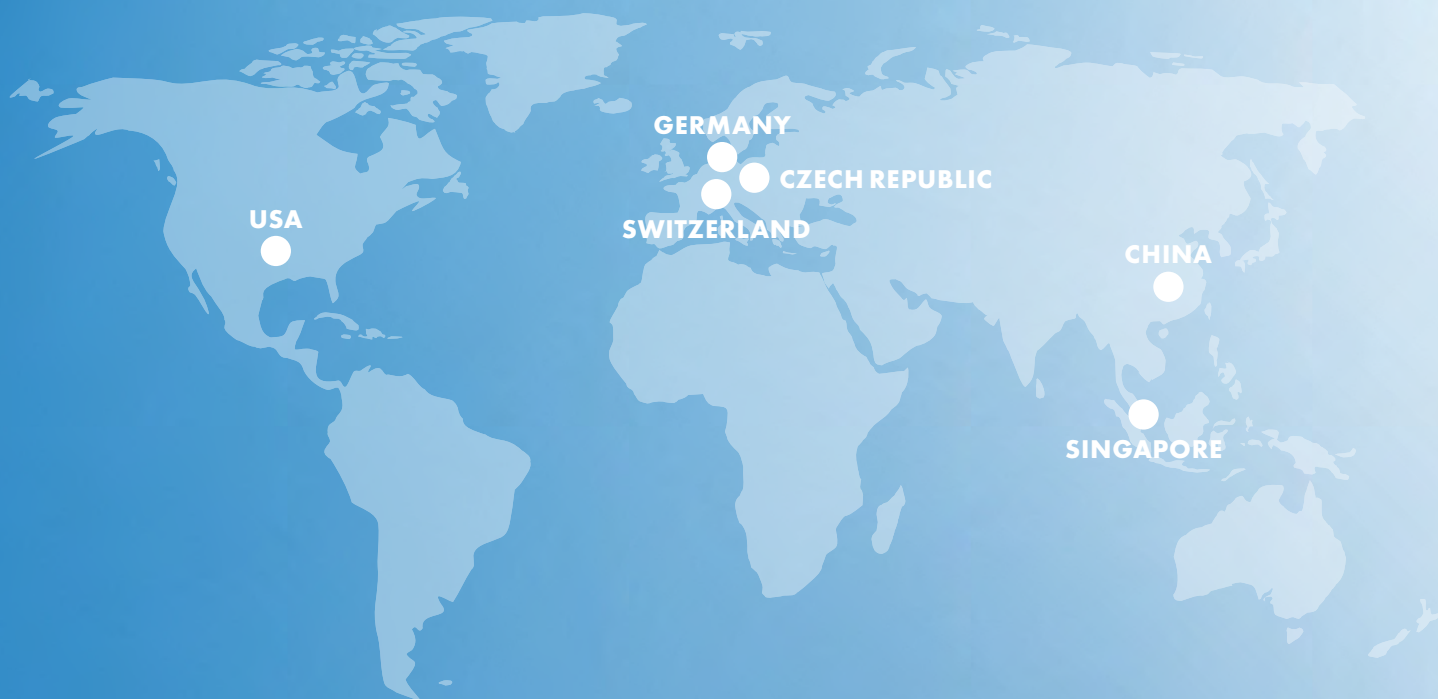 GERMANY
CZECH REPUBLIC
USA
SWITZERLAND
CHINA
SINGAPORE